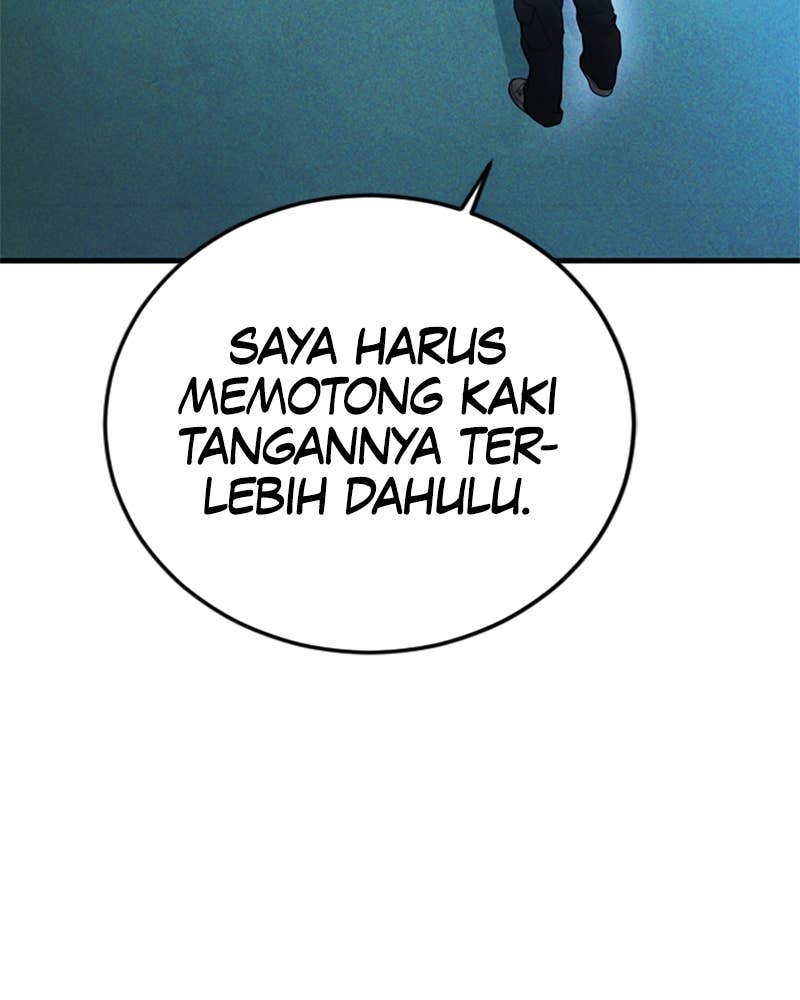 SAYA HARUS
MEMOTONG KAKI
TANGANNYA TER-
LEBIH DAHULU.